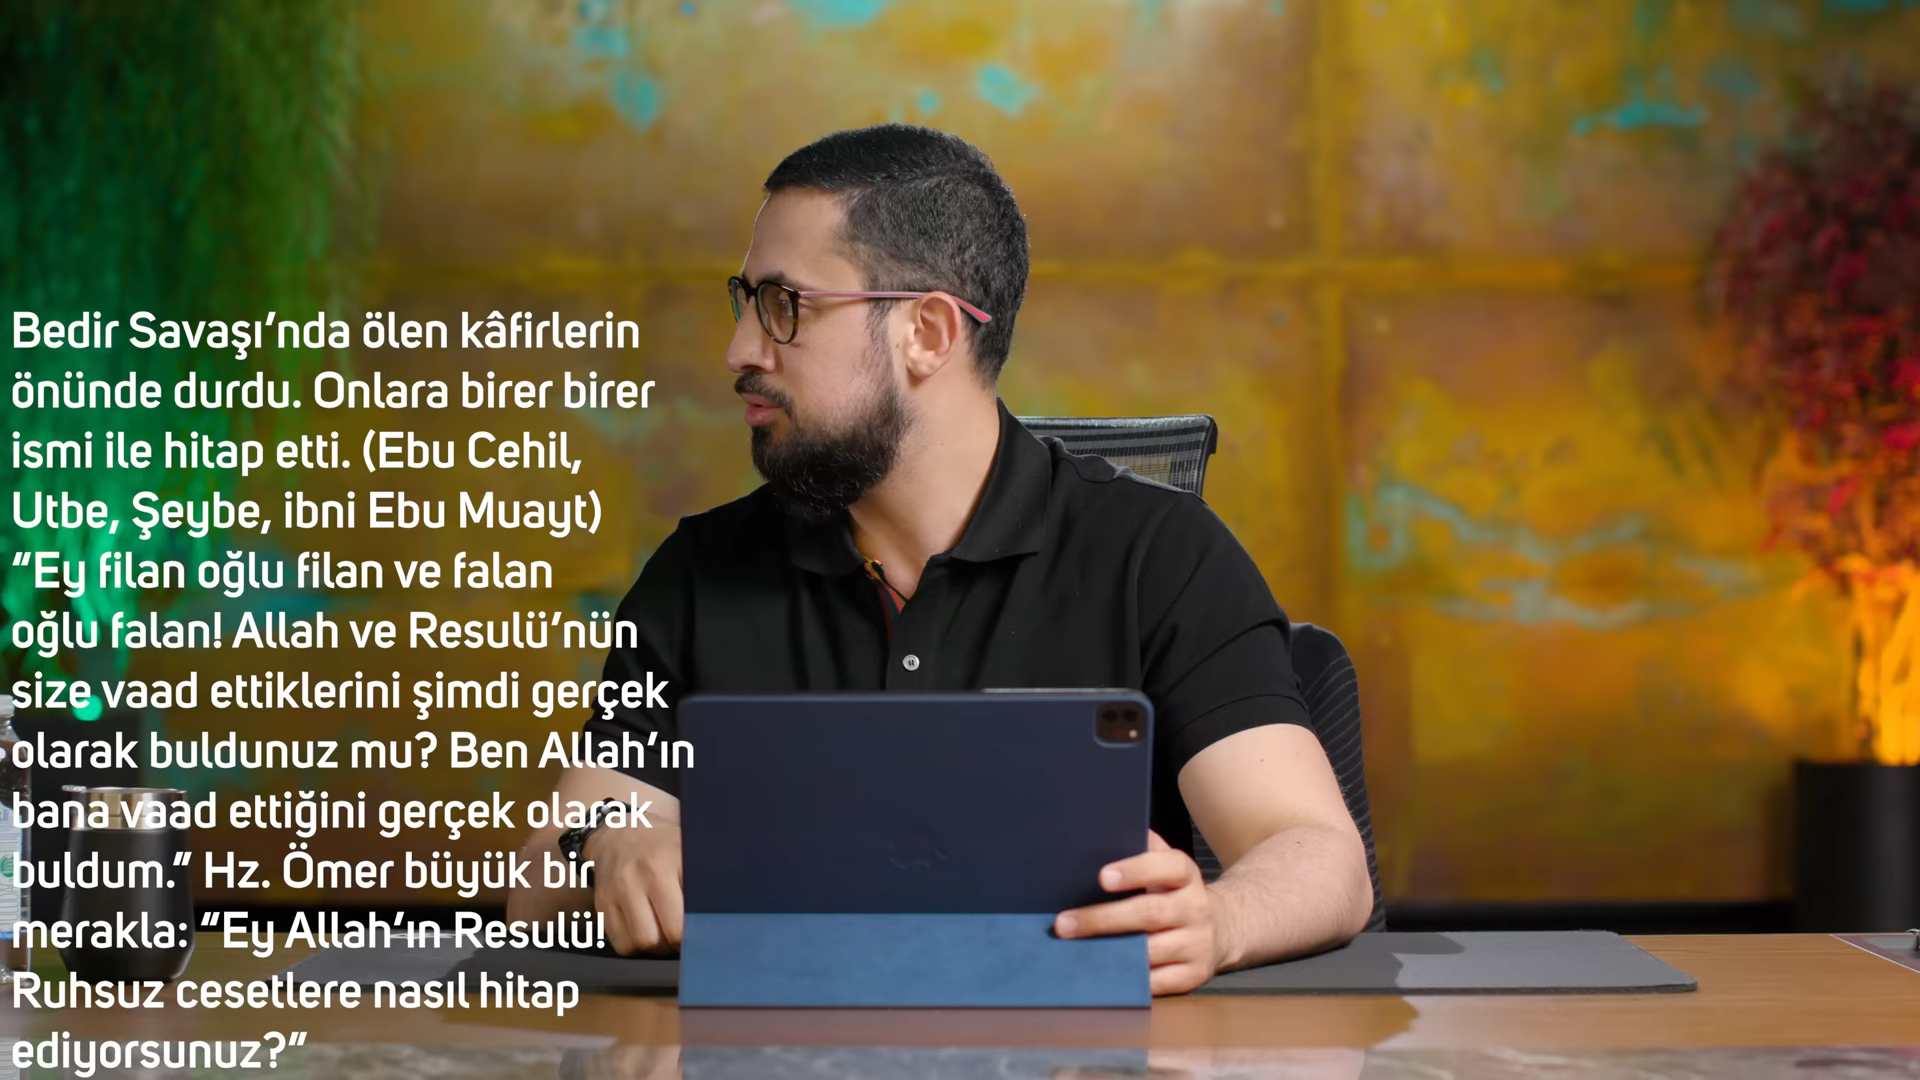 Bedir Savaşı’nda ölen kâfirlerin
önünde durdu. Onlara birer birer
ismi ile hitap etti. (Ebu Cehil,
Utbe, Şeybe, ibni Ebu Muayt)
“Ey filan oğlu filan ve falan
oğlu falan! Allah ve Resulü’nün
size vaad ettiklerini şimdi gerçek
olarak buldunuz mu? Ben Allah’ın
bana vaad ettiğini gerçek olarak
buldum.” Hz. Ömer büyük bir
merakla: “Ey Allah’ın Resulü!
Ruhsuz cesetlere nasıl hitap
ediyorsunuz?”